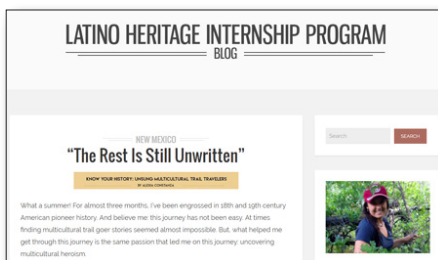 LATINO HERITAGE INTERNSHIP PROGRAM
BLOG
NEW MEXICO
“The Rest Is Still Unwritten”
KNOW YOUR HISTORY: UNSUNG MULTICULTURAL TRAIL TRAVELERS
BY ALEXIA CONSTANZA
Search
SEARCH
What a summer! For almost three months, I've been engrossed in 18th and 19th century
American pioneer history. And believe me this journey has not been easy. At times
finding multicultural trail goer stories seemed almost impossible. But, what helped me
get through this journey is the same passion that led me on this journey: uncovering
multicultural heroism.